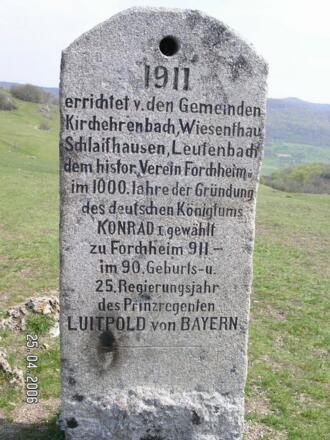 1911
errichtet v. den Gemeinden
Kirchehrenbach, Wiesenthau
Schlaifhausen, Leutenbach
dem histor. Verein Forchheim
im 1000. Jahre der Gründung
des deutschen Königtums
KONRAD I. gewählt
zu Forchheim 911.-
im 90. Geburts- u.
25. Regierungsjahr
des Prinzregenten
LUITPOLD von BAYERN.
25 04 2006